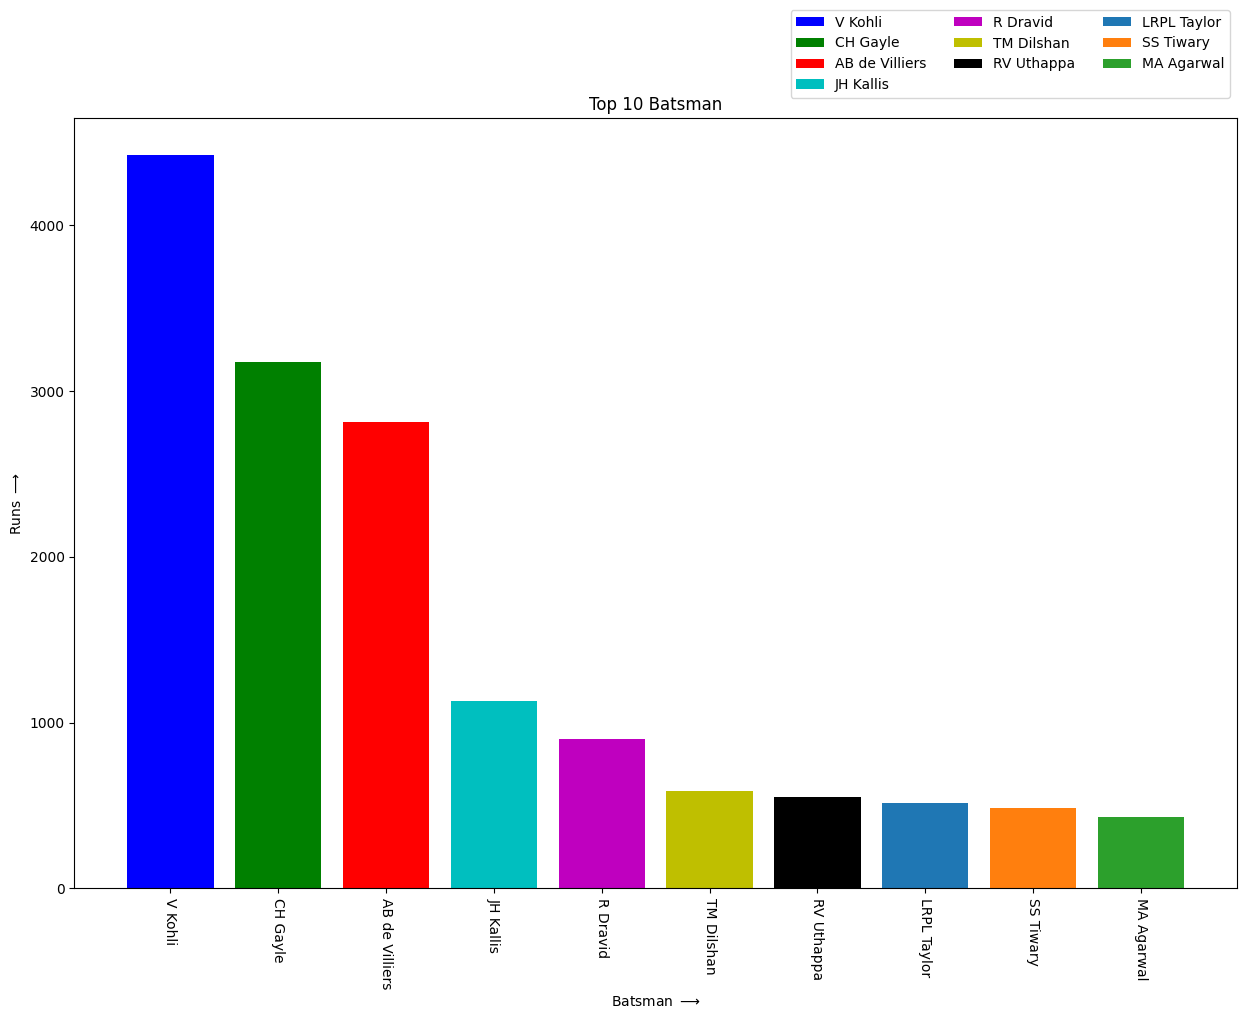 V Kohli
CH Gayle
AB de Villiers
JH Kallis
R Dravid
TM Dilshan
RV Uthappa
LRPL Taylor
SS Tiwary
MA Agarwal
Top 10 Batsman
Runs ⟶
4000
3000
2000
1000
0
V Kohli
CH Gayle
AB de Villiers
JH Kallis
R Dravid
TM Dilshan
RV Uthappa
LRPL Taylor
SS Tiwary
MA Agarwal
Batsman ⟶